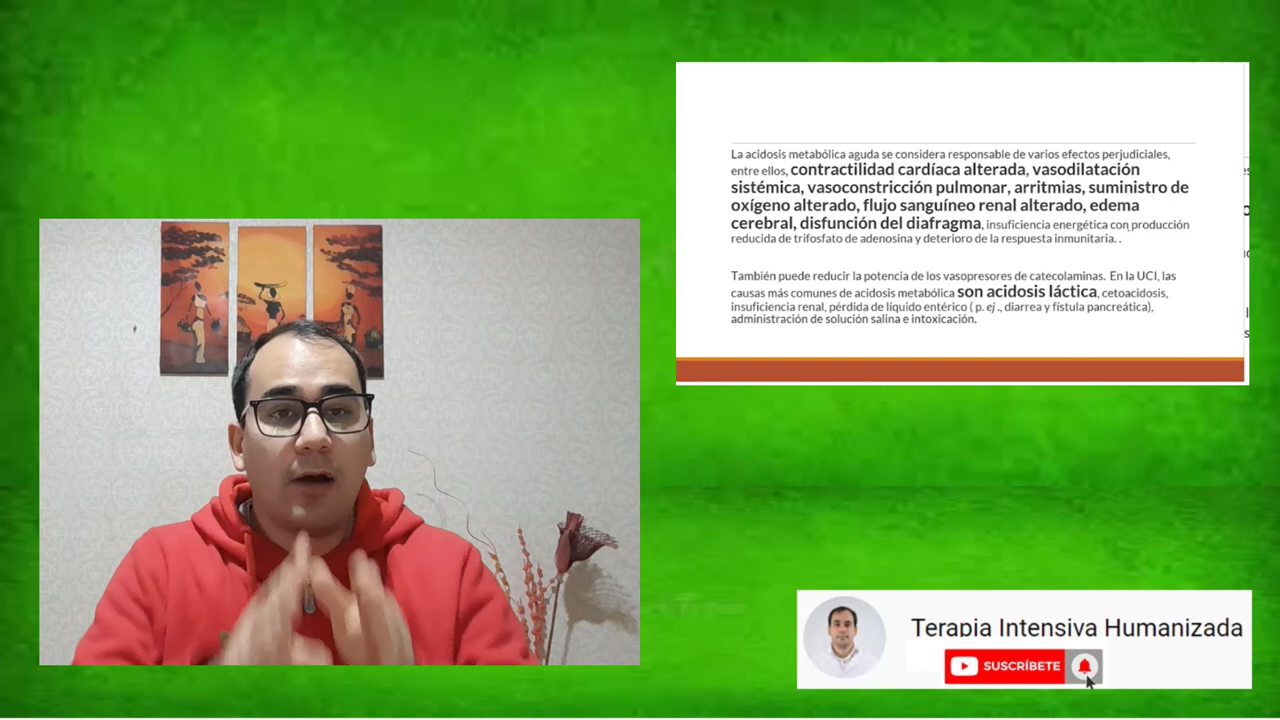 La acidosis metabólica aguda se considera responsable de varios efectos perjudiciales,
entre ellos, contractilidad cardíaca alterada, vasodilatación
sistémica, vasoconstricción pulmonar, arritmias, suministro de
oxígeno alterado, flujo sanguíneo renal alterado, edema
cerebral, disfunción del diafragma, insuficiencia energética con producción
reducida de trifosfato de adenosina y deterioro de la respuesta inmunitaria. .
También puede reducir la potencia de los vasopresores de catecolaminas. En la UCI, las
causas más comunes de acidosis metabólica son acidosis láctica, cetoacidosis,
insuficiencia renal, pérdida de líquido entérico ( p. ej ., diarrea y fístula pancreática),
administración de solución salina e intoxicación.
Terapia Intensiva Humanizada
SUSCRÍBETE